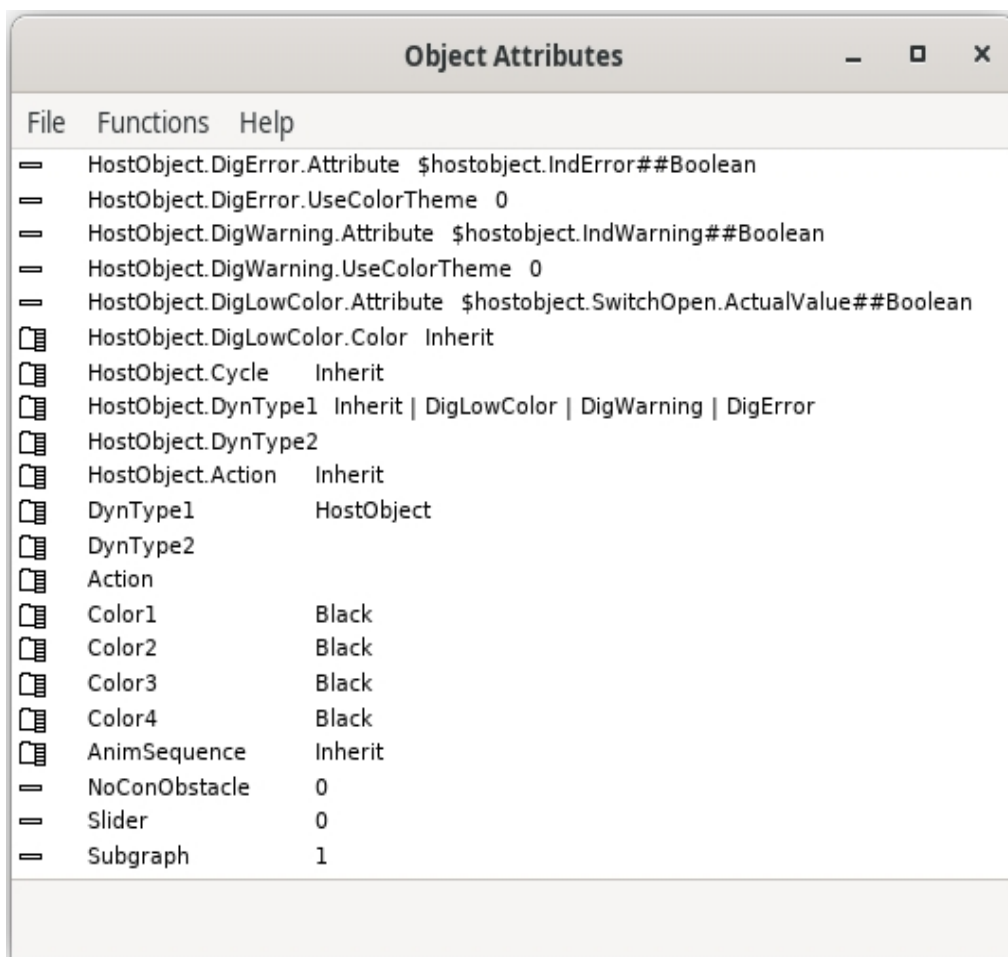 Object Attributes
File Functions Help
HostObject.DigError.Attribute $hostobject.IndError##Boolean
HostObject.DigError.UseColorTheme 0
HostObject.DigWarning.Attribute $hostobject.IndWarning##Boolean
HostObject.DigWarning.UseColorTheme 0
HostObject.DigLowColor.Attribute $hostobject.SwitchOpen.ActualValue##Boolean
HostObject.DigLowColor.Color Inherit
HostObject.Cycle Inherit
HostObject.DynType1 Inherit | DigLowColor | DigWarning | DigError
HostObject.DynType2
HostObject.Action Inherit
DynType1 HostObject
DynType2
Action
Color1 Black
Color2 Black
Color3 Black
Color4 Black
AnimSequence Inherit
NoConObstacle 0
Slider 0
Subgraph 1